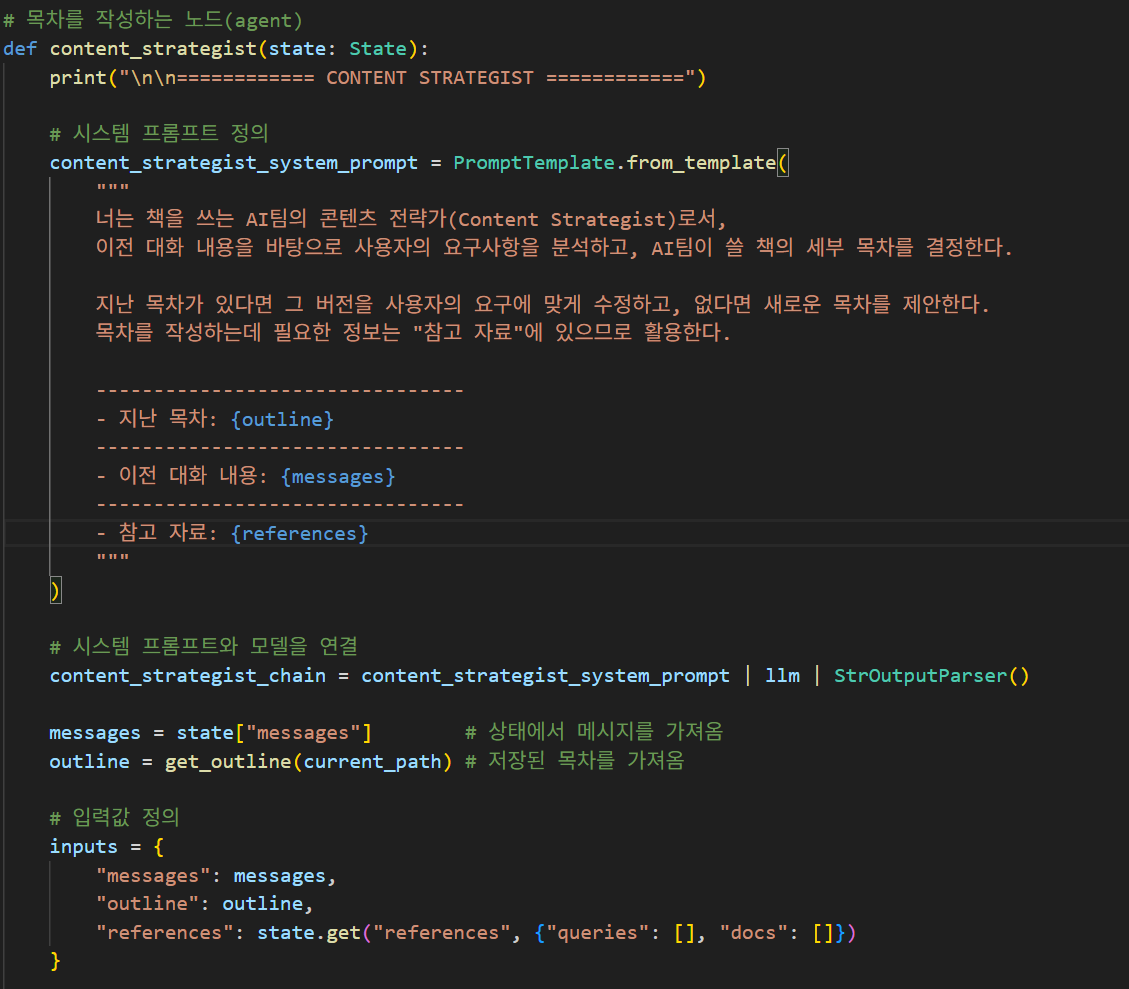 # 목차를 작성하는 노드(agent)
def content_strategist(state: State):
    print("\n\n============ CONTENT STRATEGIST ============")

    # 시스템 프롬프트 정의
    content_strategist_system_prompt = PromptTemplate.from_template(
        """
        너는 책을 쓰는 AI팀의 콘텐츠 전략가(Content Strategist)로서,
        이전 대화 내용을 바탕으로 사용자의 요구사항을 분석하고, AI팀이 쓸 책의 세부 목차를 결정한다.

        지난 목차가 있다면 그 버전을 사용자의 요구에 맞게 수정하고, 없다면 새로운 목차를 제안한다.
        목차를 작성하는데 필요한 정보는 "참고 자료"에 있으므로 활용한다.

        --------------------------------
        - 지난 목차: {outline}
        --------------------------------
        - 이전 대화 내용: {messages}
        --------------------------------
        - 참고 자료: {references}
        """
    )

    # 시스템 프롬프트와 모델을 연결
    content_strategist_chain = content_strategist_system_prompt | llm | StrOutputParser()

    messages = state["messages"]        # 상태에서 메시지를 가져옴
    outline = get_outline(current_path) # 저장된 목차를 가져옴

    # 입력값 정의
    inputs = {
        "messages": messages,
        "outline": outline,
        "references": state.get("references", {"queries": [], "docs": []})
    }